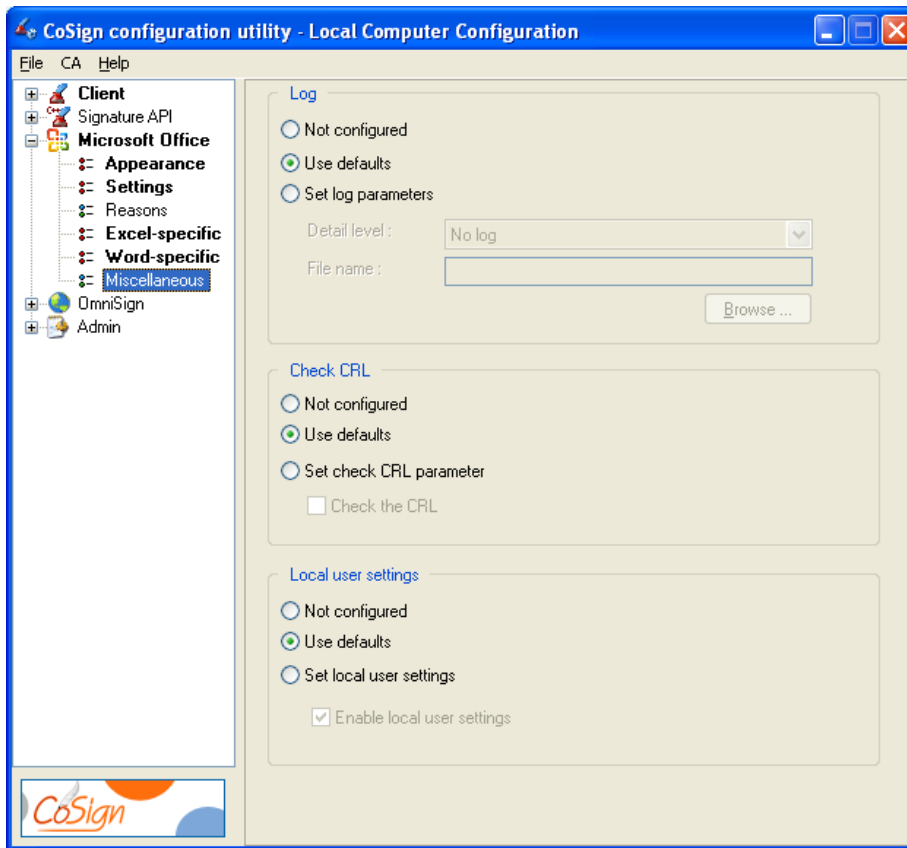 CoSign configuration utility - Local Computer Configuration
File CA Help
Client
Signature API
Microsoft Office
Appearance
Settings
Reasons
Excel-specific
Word-specific
Miscellaneous
OmniSign
Admin
CoSign
Log
Not configured
Use defaults
Set log parameters
Detail level :
No log
File name :
Browse ...
Check CRL
Not configured
Use defaults
Set check CRL parameter
Check the CRL
Local user settings
Not configured
Use defaults
Set local user settings
Enable local user settings